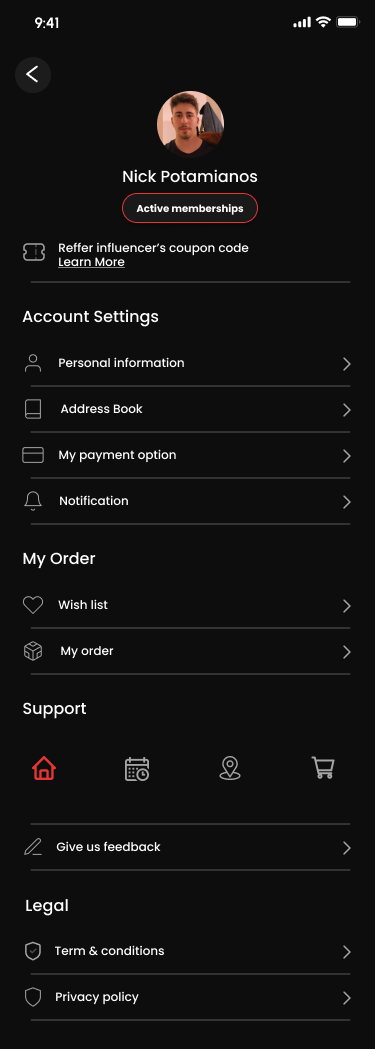 9:41
Nick Potamianos
Active memberships
Reffer influencer's coupon code
Learn More
Account Settings
Personal information
Address Book
My payment option
Notification
My Order
Wish list
My order
Support
Give us feedback
Legal
Term & conditions
Privacy policy